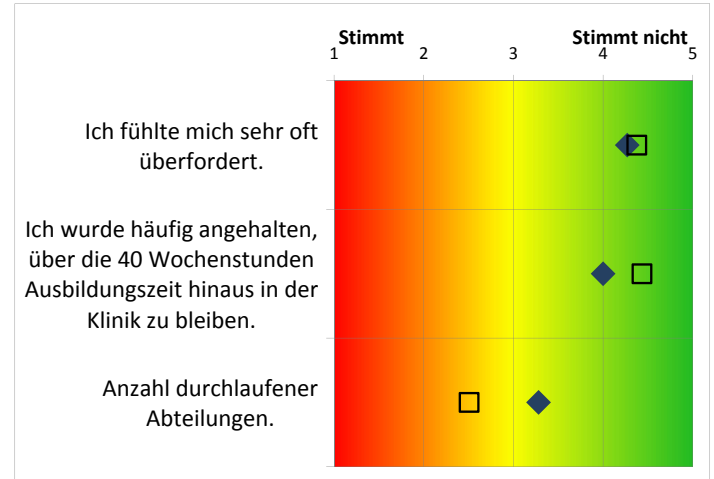 Stimmt Stimmt nicht
1 2 3 4 5
Ich fühlte mich sehr oft
überfordert.
Ich wurde häufig angehalten,
über die 40 Wochenstunden
Ausbildungszeit hinaus in der
Klinik zu bleiben.
Anzahl durchlaufener
Abteilungen.